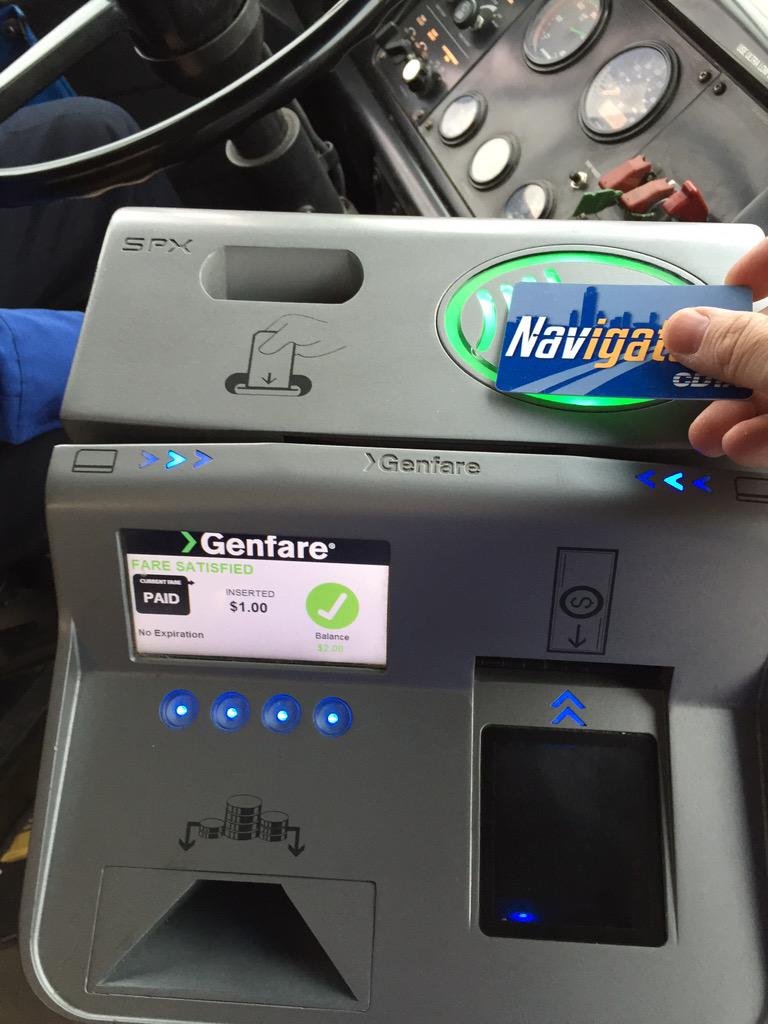 SPX
Navigat
CDTA
>Genfare
>Genfare®
FARE SATISFIED
CURRENT FARE
PAID
INSERTED
$1.00
No Expiration
Balance
$2.00